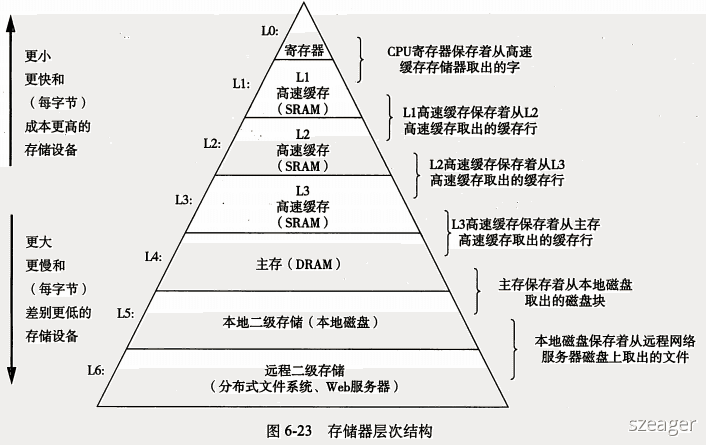 L0:
寄存器
CPU寄存器保存着从高速
缓存存储器取出的字
更小
更快和
（每字节）
成本更高的
存储设备
L1:
L1
高速缓存
（SRAM）
L1高速缓存保存着从L2
高速缓存取出的缓存行
L2:
L2
高速缓存
（SRAM）
L2高速缓存保存着从L3
高速缓存取出的缓存行
L3:
L3
高速缓存
（SRAM）
L3高速缓存保存着从主存
高速缓存取出的缓存行
更大
更慢和
（每字节）
差别更低的
存储设备
L4:
主存（DRAM）
主存保存着从本地磁盘
取出的磁盘块
L5:
本地二级存储（本地磁盘）
本地磁盘保存着从远程网络
服务器磁盘上取出的文件
L6:
远程二级存储
（分布式文件系统、Web服务器）
图 6-23 存储器层次结构
szeager